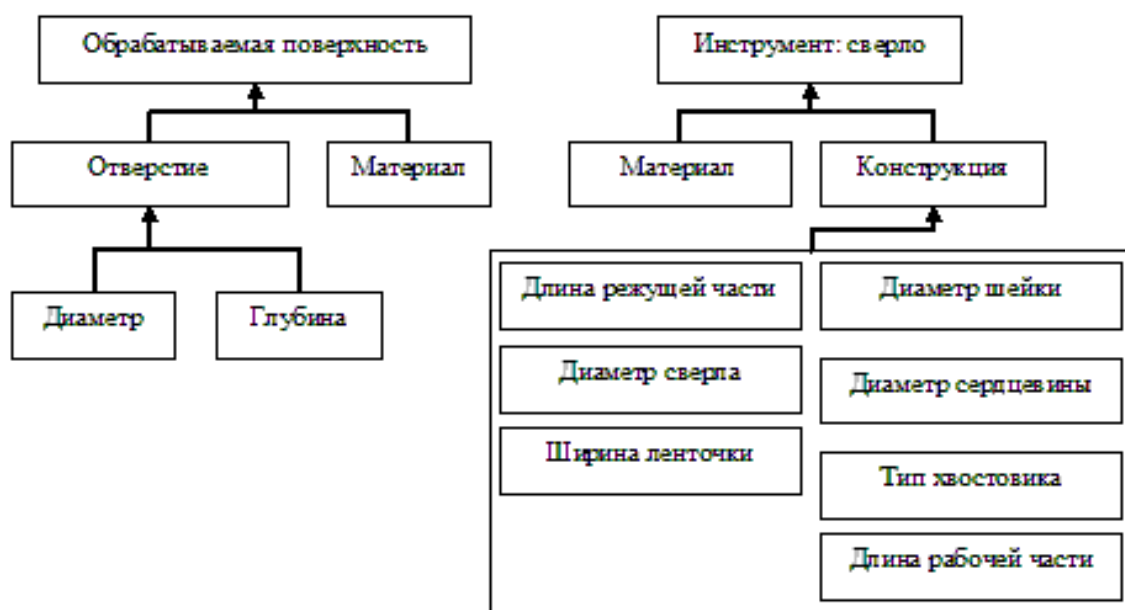 Обрабатываемая поверхность
Инструмент: сверло
Отверстие
Материал
Материал
Конструкция
Диаметр
Глубина
Длина режущей части
Диаметр шейки
Диаметр сверла
Диаметр сердцевины
Ширина ленточки
Тип хвостовика
Длина рабочей части